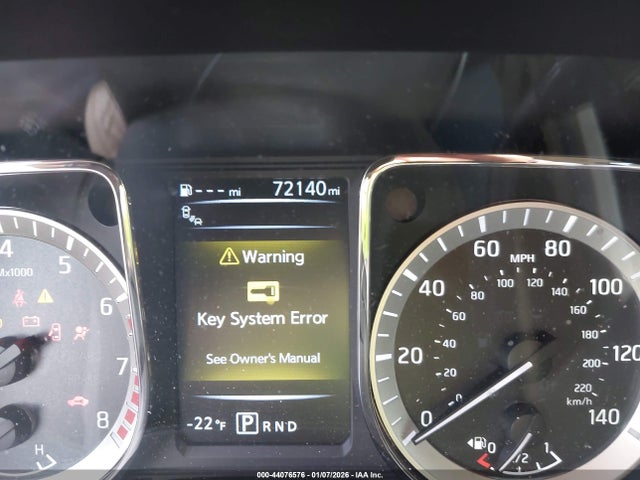 --- mi 72140 mi
Warning
Key System Error
See Owner's Manual
-22°F P R N D
4 5 6 7 8
Mx1000
H
0 20 40 60 80 100 120 140
MPH
0 20 40 60 80 100 120 140 160 180 200 220
km/h
0 1/2 1
000-44076576 - 01/07/2026 - IAA Inc.